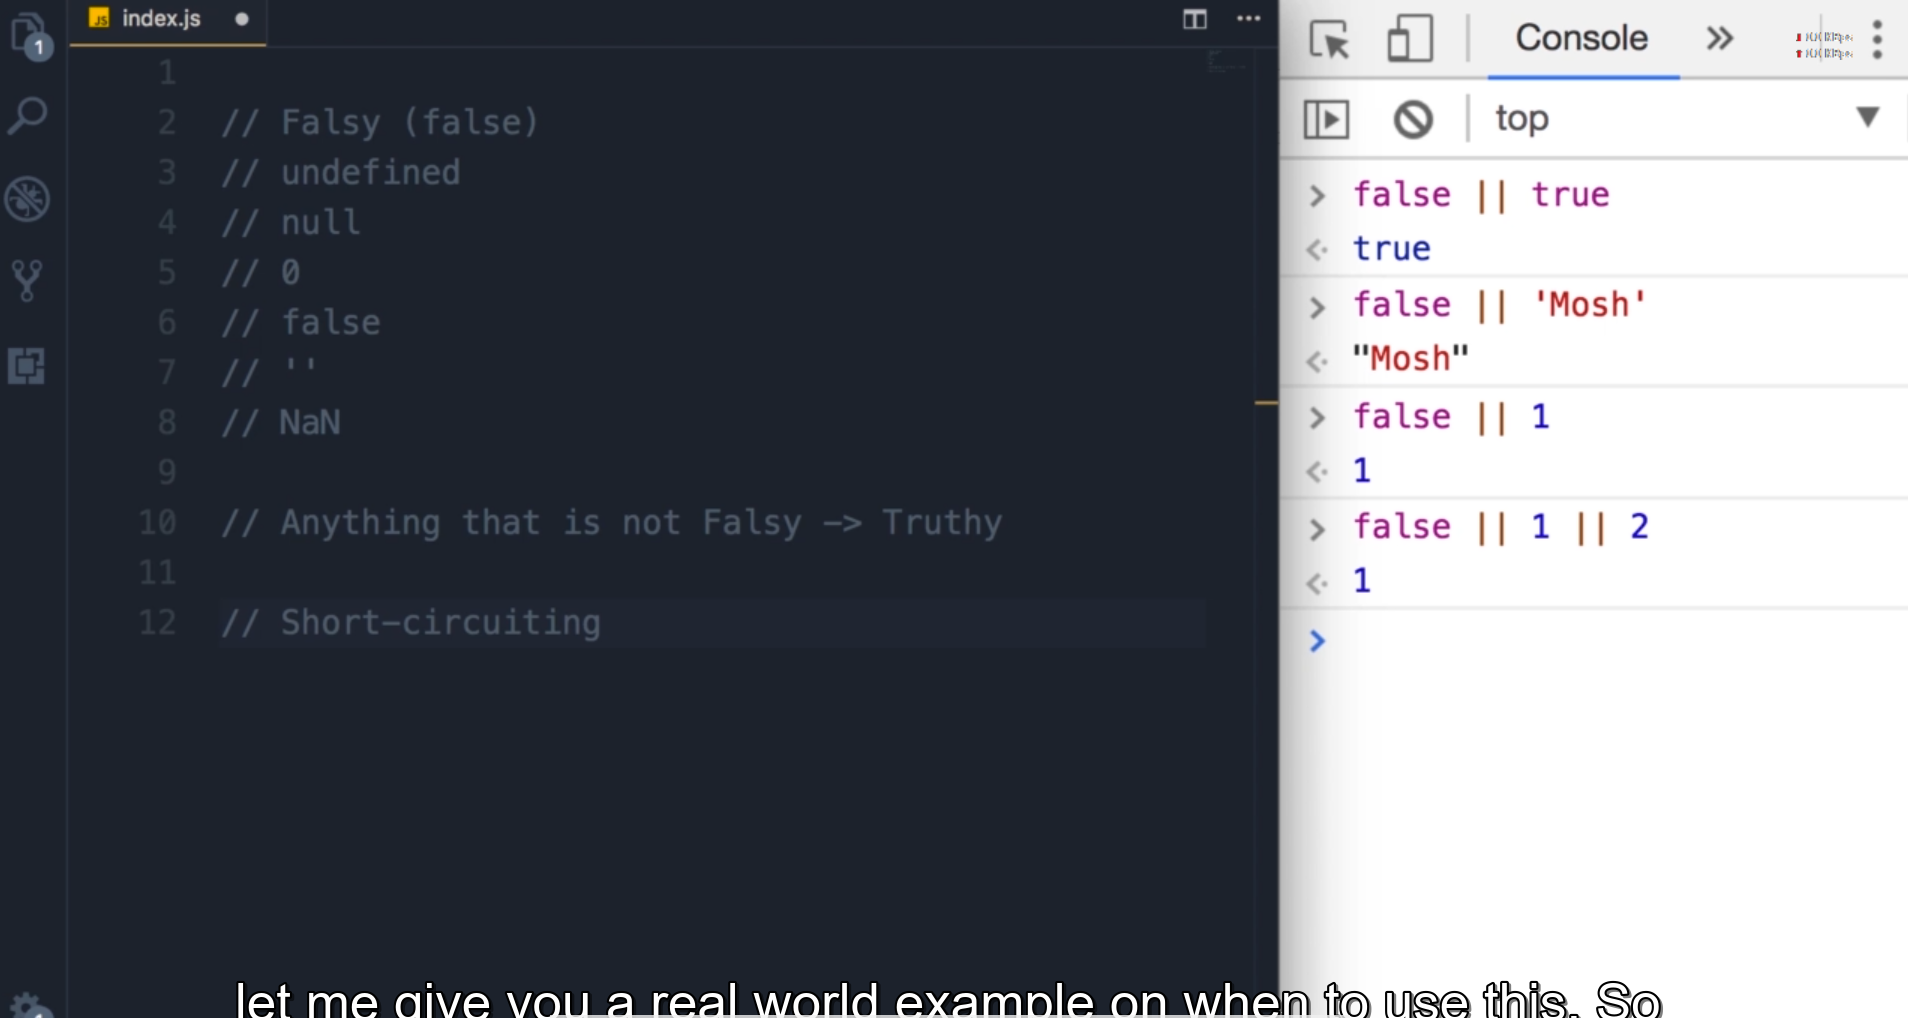 1
JS index.js
1
2 // Falsy (false)
3 // undefined
4 // null
5 // 0
6 // false
7 // ''
8 // NaN
9
10 // Anything that is not Falsy -> Truthy
11
12 // Short-circuiting
Console
top
> false || true
true
> false || 'Mosh'
"Mosh"
> false || 1
1
> false || 1 || 2
1
>
let me give you a real world example on when to use this. So